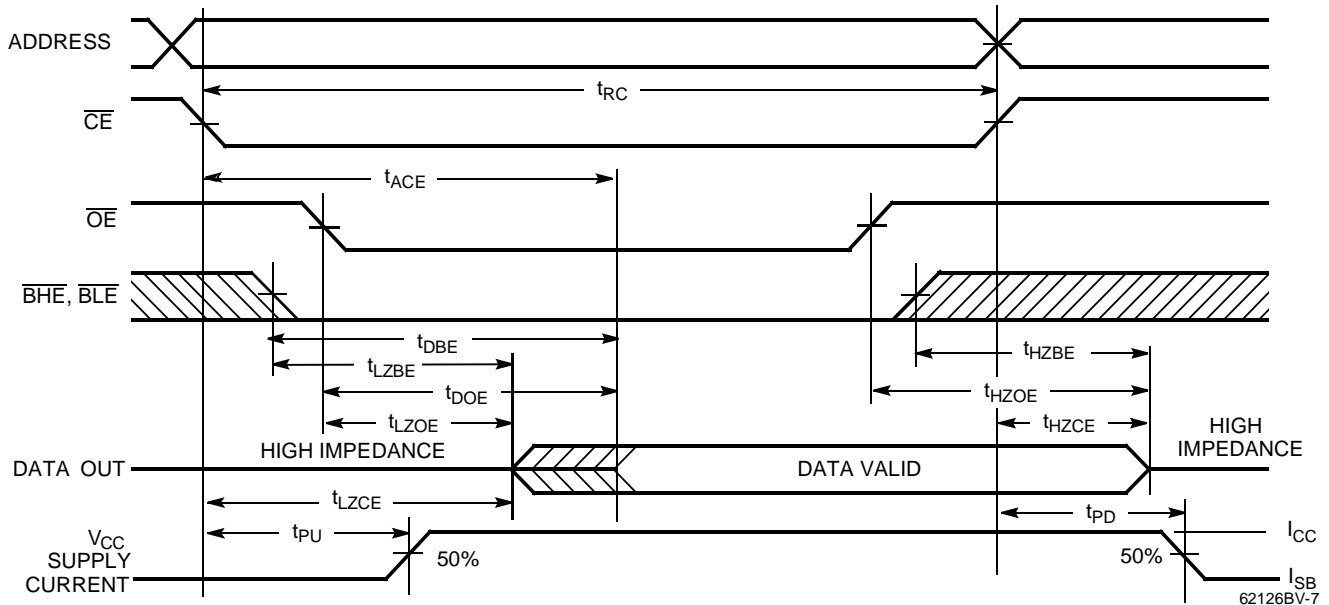 ADDRESS
tRC
CE
tACE
OE
BHE, BLE
tDBE
tLZBE
tHZBE
tDOE
tHZOE
tLZOE
tHZCE
HIGH IMPEDANCE
HIGH
IMPEDANCE
DATA OUT
DATA VALID
tLZCE
tPU
tPD
VCC
SUPPLY
CURRENT
50%
50%
ICC
ISB
62126BV-7